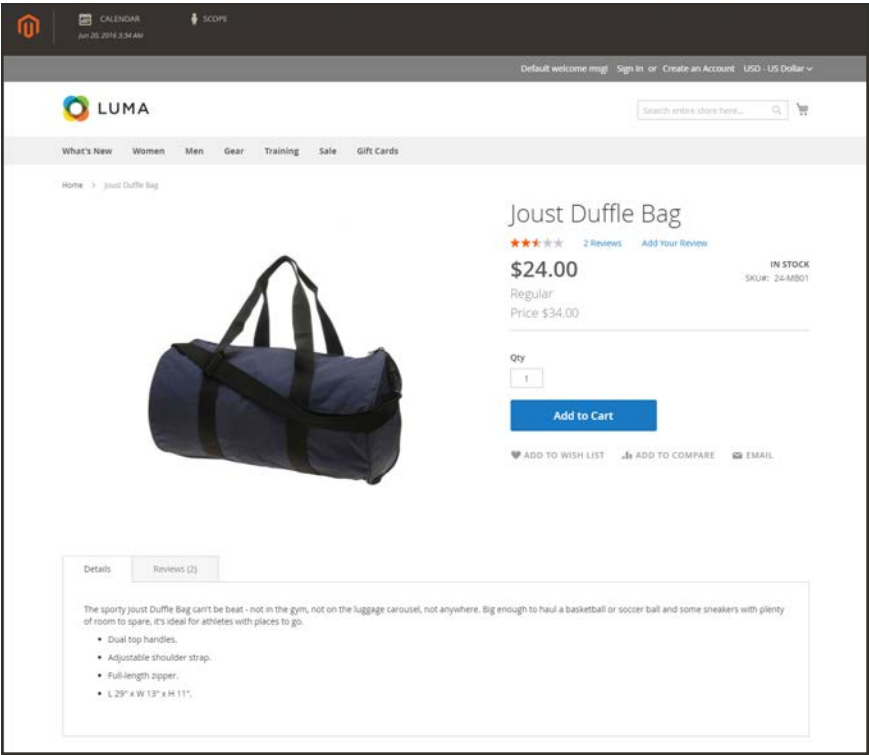 CALENDAR
SCOPE
Jun 20, 2016 3:34 AM
Default welcome msg! Sign In or Create an Account USD - US Dollar
LUMA
Search entire store here...
What's New Women Men Gear Training Sale Gift Cards
Home > Joust Duffle Bag
Joust Duffle Bag
2 Reviews Add Your Review
$24.00
IN STOCK
SKU#: 24-MB01
Regular
Price $34.00
Qty
1
Add to Cart
ADD TO WISH LIST ADD TO COMPARE EMAIL
Details Reviews (2)
The sporty Joust Duffle Bag can't be beat - not in the gym, not on the luggage carousel, not anywhere. Big enough to haul a basketball or soccer ball and some sneakers with plenty
of room to spare, it's ideal for athletes with places to go.
• Dual top handles.
• Adjustable shoulder strap.
• Full-length zipper.
• L 29" x W 13" x H 11".